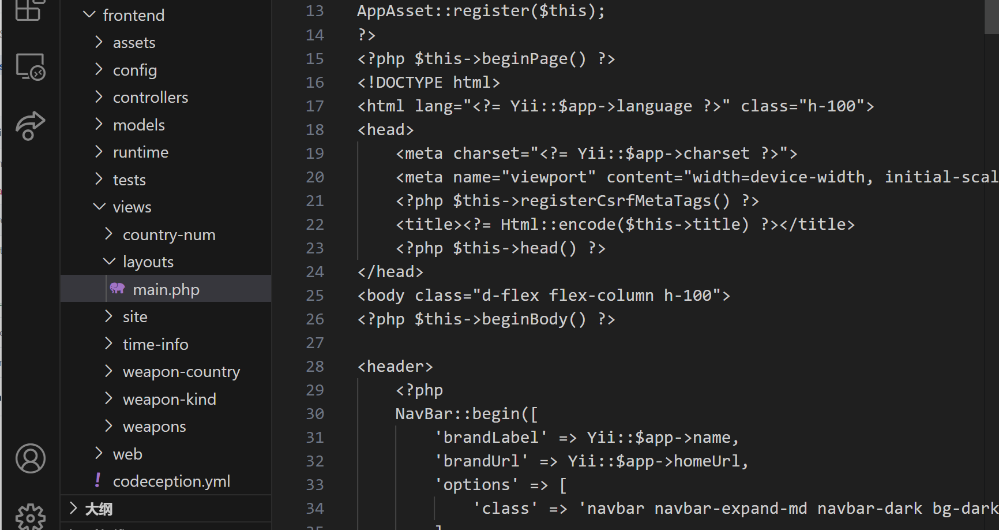 frontend
assets
config
controllers
models
runtime
tests
views
country-num
layouts
main.php
site
time-info
weapon-country
weapon-kind
weapons
web
! codeception.yml
大纲
13 AppAsset::register($this);
14 ?>
15 <?php $this->beginPage() ?>
16 <!DOCTYPE html>
17 <html lang="<?= Yii::$app->language ?>" class="h-100">
18 <head>
19 <meta charset="<?= Yii::$app->charset ?>">
20 <meta name="viewport" content="width=device-width, initial-scal
21 <?php $this->registerCsrfMetaTags() ?>
22 <title><?= Html::encode($this->title) ?></title>
23 <?php $this->head() ?>
24 </head>
25 <body class="d-flex flex-column h-100">
26 <?php $this->beginBody() ?>
27
28 <header>
29 <?php
30 NavBar::begin([
31 'brandLabel' => Yii::$app->name,
32 'brandUrl' => Yii::$app->homeUrl,
33 'options' => [
34 'class' => 'navbar navbar-expand-md navbar-dark bg-dark